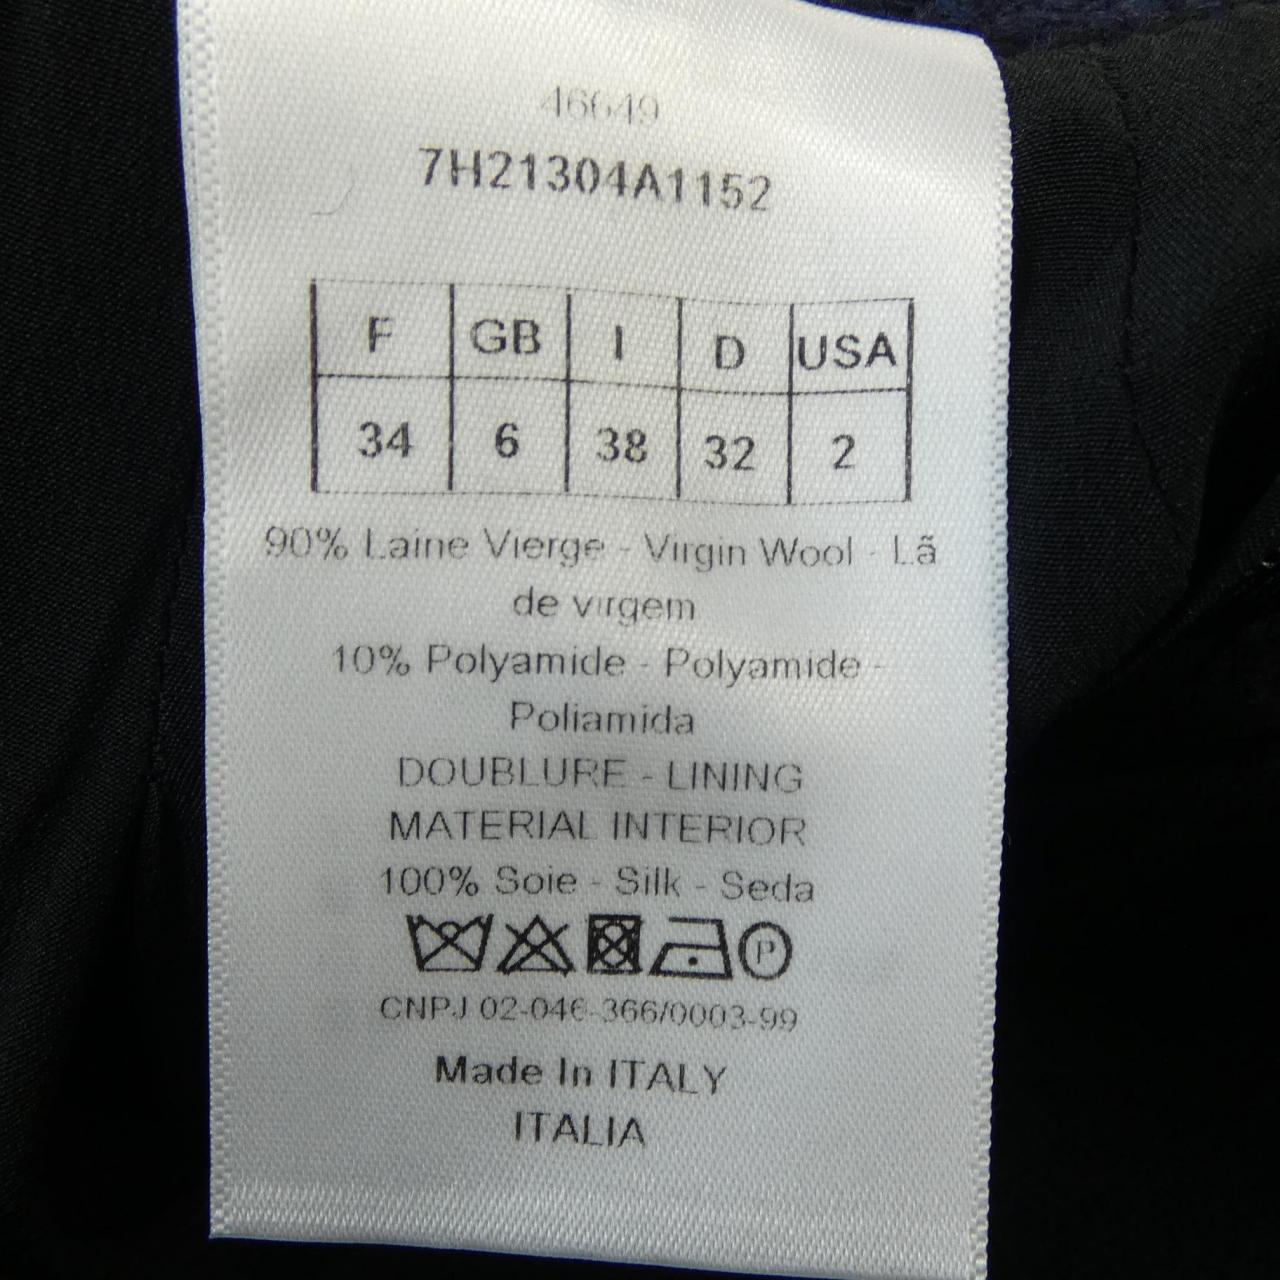 46649
7H21304A1152
F GB I D USA
34 6 38 32 2
90% Laine Vierge - Virgin Wool - Lã
de virgem
10% Polyamide - Polyamide -
Poliamida
DOUBLURE - LINING
MATERIAL INTERIOR
100% Soie - Silk - Seda
P
CNPJ 02-046-366/0003-99
Made In ITALY
ITALIA